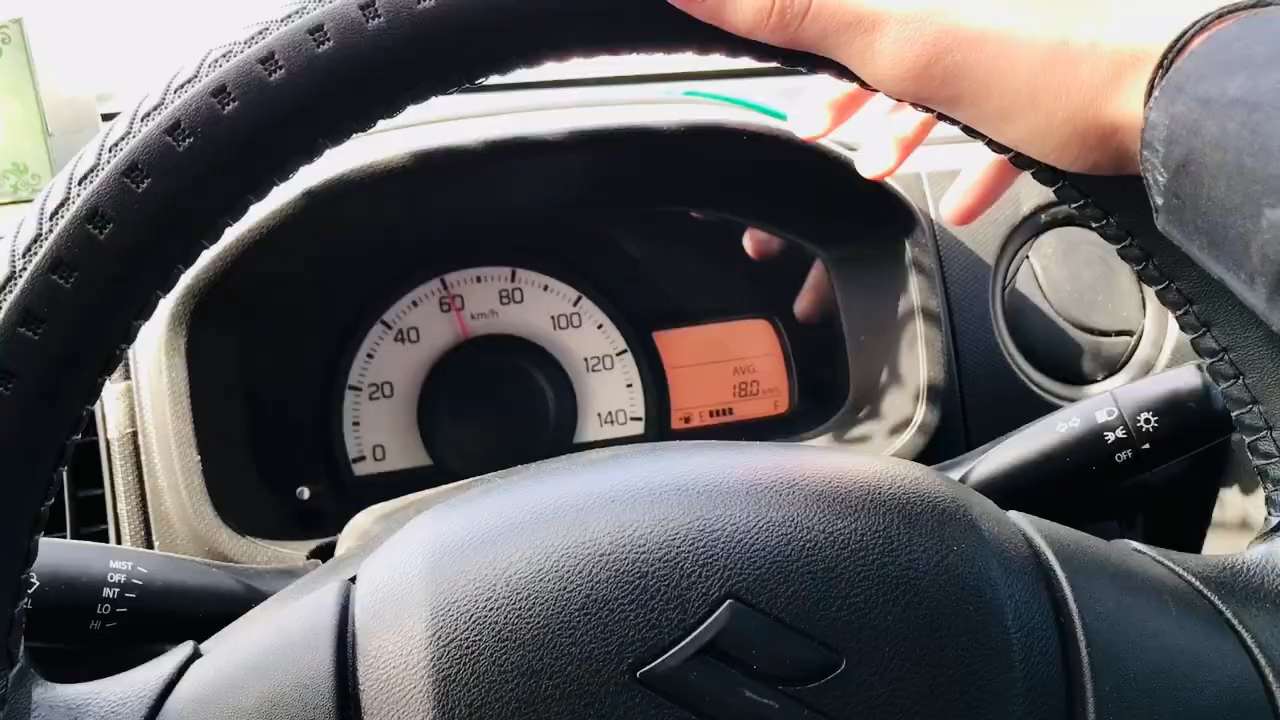 0
20
40
60
80
100
120
140
km/h
AVG.
18.0
E F
OFF
MIST
OFF
INT
LO
HI